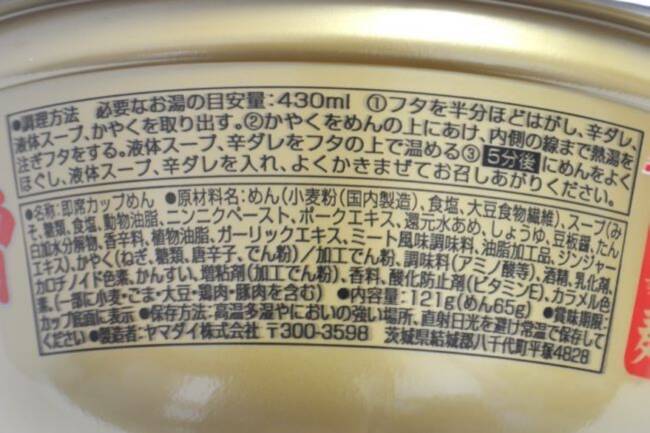 ●調理方法 必要なお湯の目安量:430ml ①フタを半分ほどはがし、辛ダレ、
液体スープ、かやくを取り出す。②かやくをめんの上にあけ、内側の線まで熱湯を
注ぎフタをする。液体スープ、辛ダレをフタの上で温める③5分後にめんをよく
ほぐし、液体スープ、辛ダレを入れ、よくかきまぜてお召しあがりください。
●名称:即席カップめん ●原材料名:めん(小麦粉(国内製造)、食塩、大豆食物繊維)、スープ(み
そ、糖類、食塩、動物油脂、ニンニクペースト、ポークエキス、還元水あめ、しょうゆ、豆板醤、たん
白加水分解物、香辛料、植物油脂、ガーリックエキス、ミート風味調味料、油脂加工品、ジンジャー
エキス)、かやく(ねぎ、糖類、唐辛子、でん粉)/加工でん粉、調味料(アミノ酸等)、酒精、乳化剤、
カロチノイド色素、かんすい、増粘剤(加工でん粉)、香料、酸化防止剤(ビタミンE)、カラメル色
素、(一部に小麦・ごま・大豆・鶏肉・豚肉を含む) ●内容量:121g(めん65g) ●賞味期限:
カップ底面に表示 ●保存方法:高温多湿やにおいの強い場所、直射日光を避け常温で保存して
ください ●製造者:ヤマダイ株式会社 〒300-3598 茨城県結城郡八千代町平塚4828